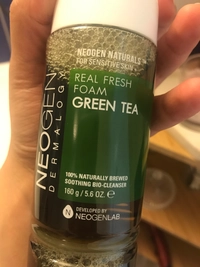 NEOGEN
DERMALOGY
NEOGEN NATURALS
FOR SENSITIVE SKIN
REAL FRESH
FOAM
GREEN TEA
100% NATURALLY BREWED
SOOTHING BIO-CLEANSER
160 g / 5.6 OZ. ℮
N
DEVELOPED BY
NEOGENLAB